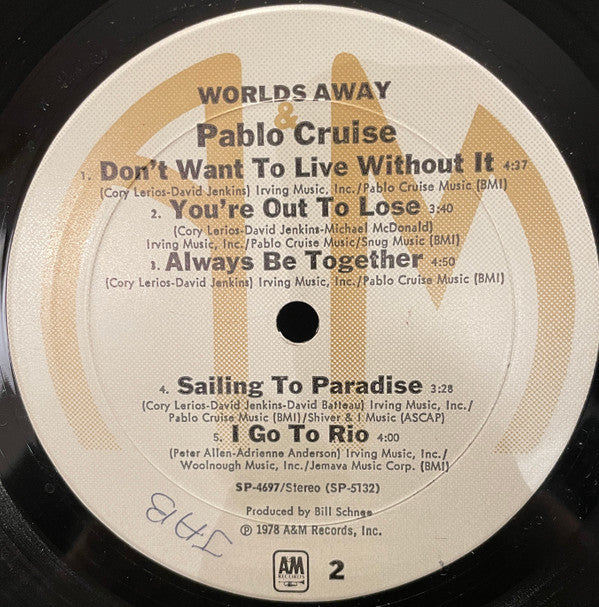 WORLDS AWAY
&
Pablo Cruise
1. Don't Want To Live Without It 4:37
(Cory Lerios-David Jenkins) Irving Music, Inc./Pablo Cruise Music (BMI)
2. You're Out To Lose 3:40
(Cory Lerios-David Jenkins-Michael McDonald)
Irving Music, Inc./Pablo Cruise Music/Snug Music (BMI)
3. Always Be Together 4:50
(Cory Lerios-David Jenkins) Irving Music, Inc./Pablo Cruise Music (BMI)
4. Sailing To Paradise 3:28
(Cory Lerios-David Jenkins-David Batteau) Irving Music, Inc./
Pablo Cruise Music (BMI)/Shiver & I Music (ASCAP)
5. I Go To Rio 4:00
(Peter Allen-Adrienne Anderson) Irving Music, Inc./
Woolnough Music, Inc./Jemava Music Corp. (BMI)
SP-4697/Stereo (SP-5132)
Produced by Bill Schnee
℗ 1978 A&M Records, Inc.
JAB
AM
RECORDS
2